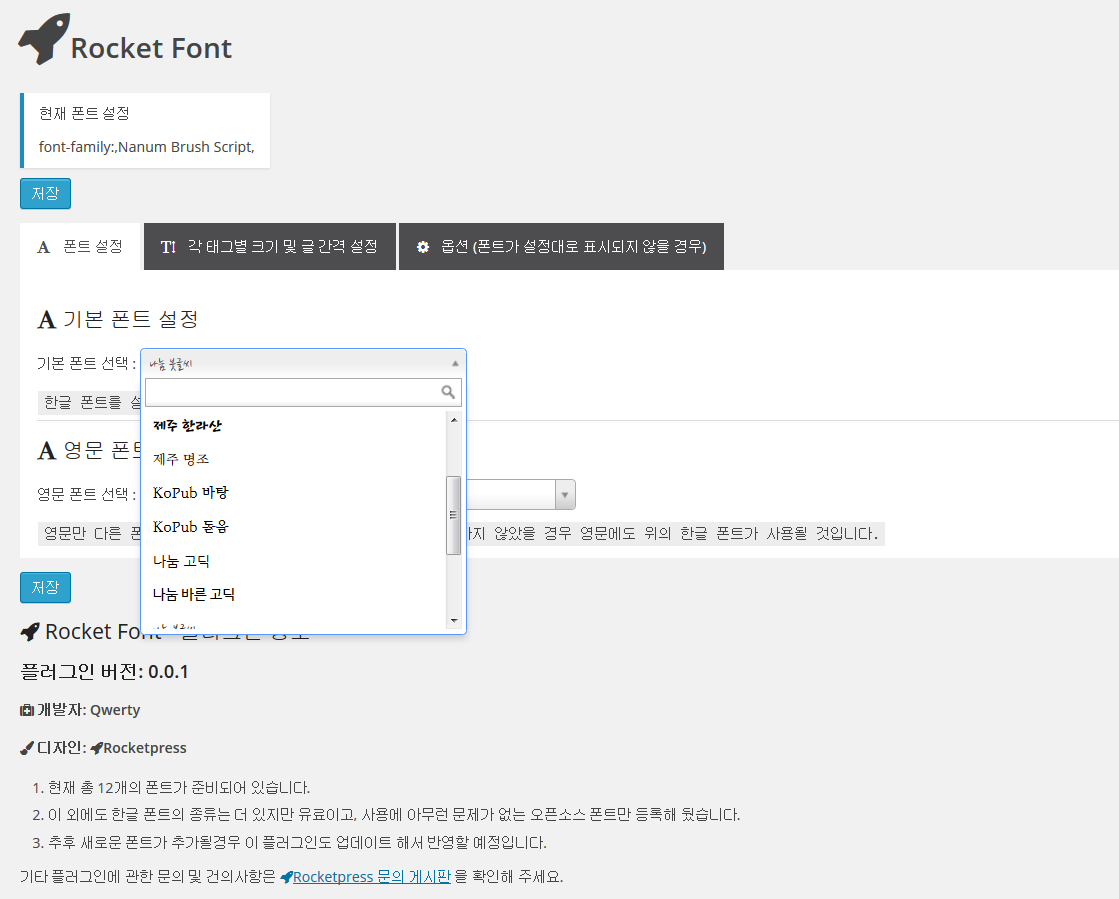 Rocket Font
현재 폰트 설정
font-family:,Nanum Brush Script,
저장
A 폰트 설정
각 태그별 크기 및 글 간격 설정
옵션 (폰트가 설정대로 표시되지 않을 경우)
A 기본 폰트 설정
기본 폰트 선택 :
나눔 붓글씨
한글 폰트를
제주 한라산
제주 명조
KoPub 바탕
KoPub 돋움
나눔 고딕
나눔 바른 고딕
A 영문
영문 폰트 선택 :
영문만 다른
않았을 경우 영문에도 위의 한글 폰트가 사용될 것입니다.
저장
Rocket Font
플러그인 버전: 0.0.1
개발자: Qwerty
디자인: Rocketpress
1. 현재 총 12개의 폰트가 준비되어 있습니다.
2. 이 외에도 한글 폰트의 종류는 더 있지만 유료이고, 사용에 아무런 문제가 없는 오픈소스 폰트만 등록해 뒀습니다.
3. 추후 새로운 폰트가 추가될경우 이 플러그인도 업데이트 해서 반영할 예정입니다.
기타 플러그인에 관한 문의 및 건의사항은 Rocketpress 문의 게시판 을 확인해 주세요.